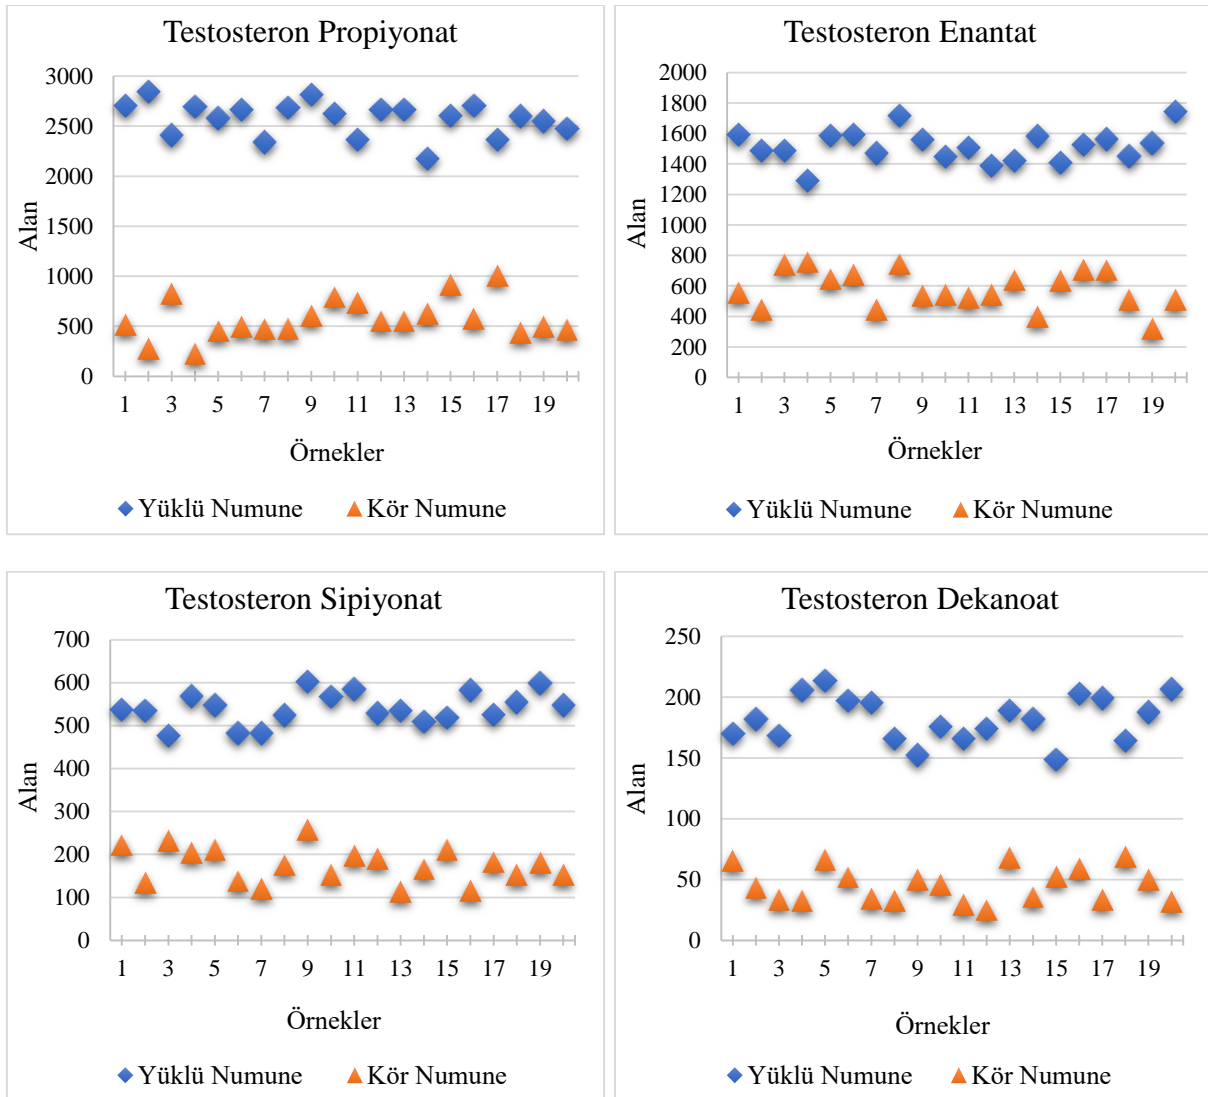 Testosteron Propiyonat
3000
2500
2000
1500
1000
500
0
Alan
1 3 5 7 9 11 13 15 17 19
Örnekler
Yüklü Numune Kör Numune
Testosteron Enantat
2000
1800
1600
1400
1200
1000
800
600
400
200
0
Alan
1 3 5 7 9 11 13 15 17 19
Örnekler
Yüklü Numune Kör Numune
Testosteron Sipiyonat
700
600
500
400
300
200
100
0
Alan
1 3 5 7 9 11 13 15 17 19
Örnekler
Yüklü Numune Kör Numune
Testosteron Dekanoat
250
200
150
100
50
0
Alan
1 3 5 7 9 11 13 15 17 19
Örnekler
Yüklü Numune Kör Numune